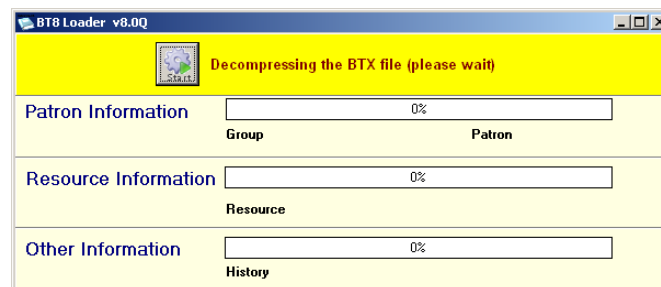 BT8 Loader v8.0Q
Start
Decompressing the BTX file (please wait)
Patron Information
0%
Group Patron
Resource Information
0%
Resource
Other Information
0%
History